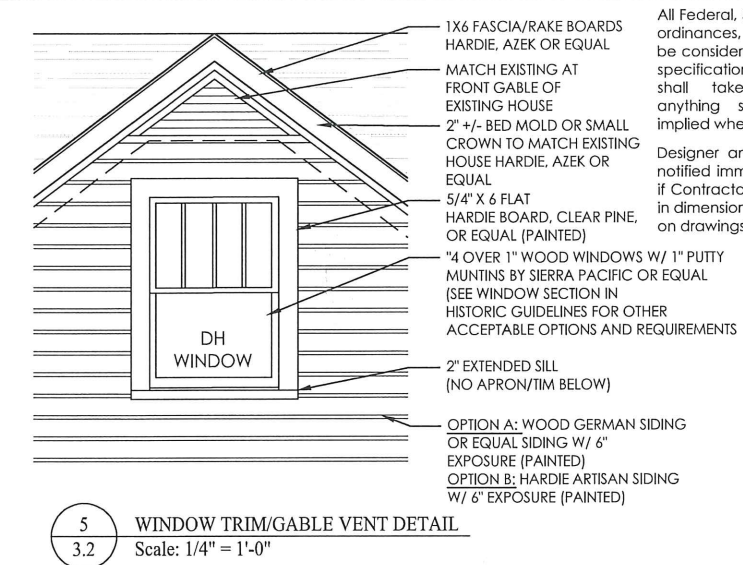 1X6 FASCIA/RAKE BOARDS
HARDIE, AZEK OR EQUAL
MATCH EXISTING AT
FRONT GABLE OF
EXISTING HOUSE
2" +/- BED MOLD OR SMALL
CROWN TO MATCH EXISTING
HOUSE HARDIE, AZEK OR
EQUAL
5/4" X 6 FLAT
HARDIE BOARD, CLEAR PINE,
OR EQUAL (PAINTED)
"4 OVER 1" WOOD WINDOWS W/ 1" PUTTY
MUNTINS BY SIERRA PACIFIC OR EQUAL
(SEE WINDOW SECTION IN
HISTORIC GUIDELINES FOR OTHER
ACCEPTABLE OPTIONS AND REQUIREMENTS
2" EXTENDED SILL
(NO APRON/TIM BELOW)
OPTION A: WOOD GERMAN SIDING
OR EQUAL SIDING W/ 6"
EXPOSURE (PAINTED)
OPTION B: HARDIE ARTISAN SIDING
W/ 6" EXPOSURE (PAINTED)
All Federal,
ordinances,
be consider
specification
shall take
anything s
implied whe
Designer an
notified imm
if Contracto
in dimension
on drawings
DH
WINDOW
5
3.2
WINDOW TRIM/GABLE VENT DETAIL
Scale: 1/4" = 1'-0"